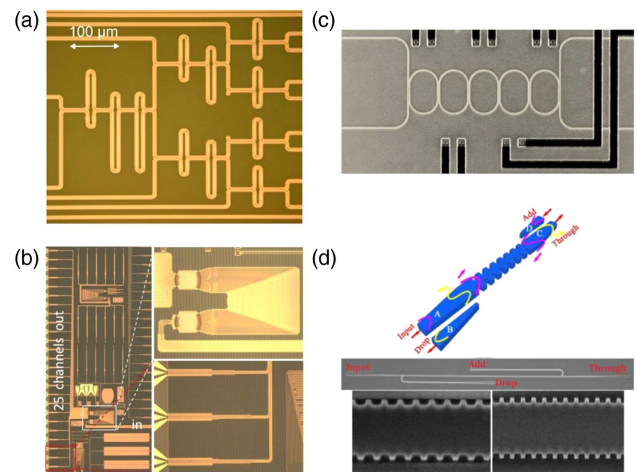 (a)
100 µm
(b)
25 channels out
in
(c)
(d)
Add
D
C
Through
A
Input
B
Drop
Input
Add
Through
Drop